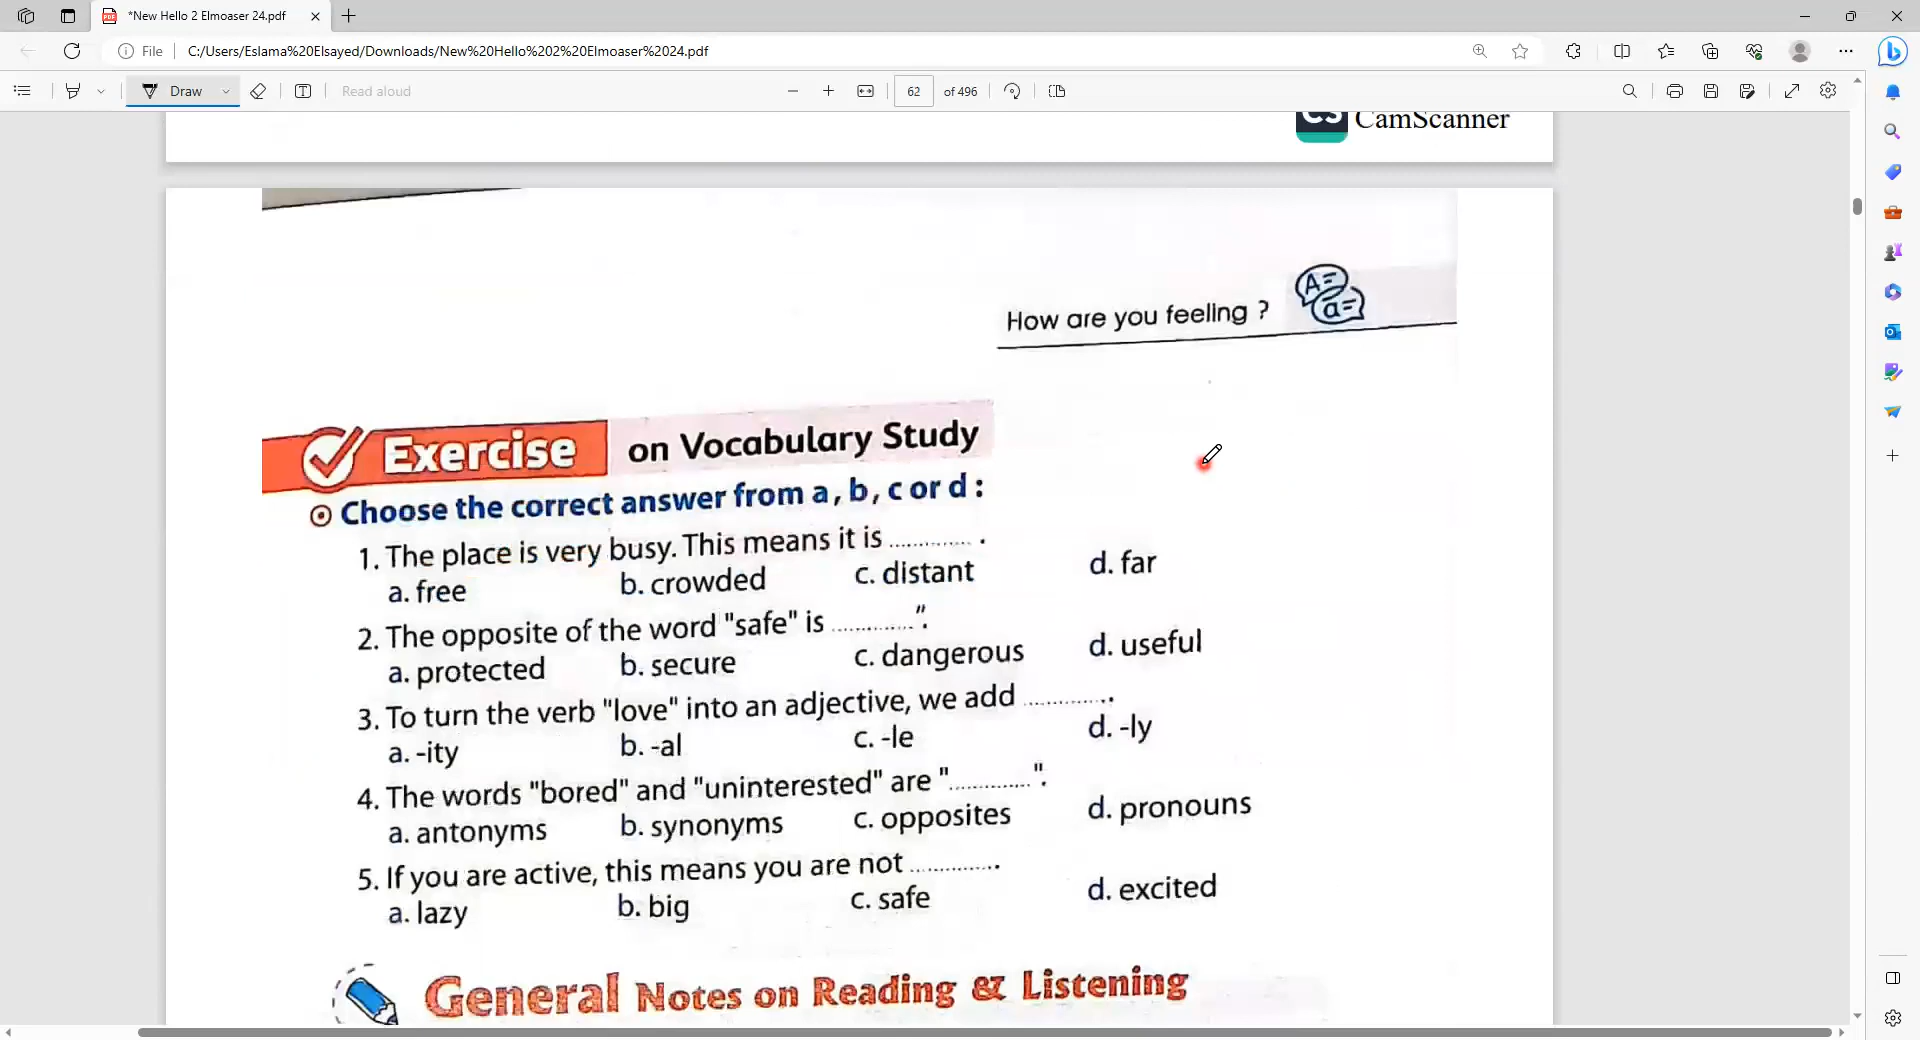 *New Hello 2 Elmoaser 24.pdf
File C:/Users/Eslama%20Elsayed/Downloads/New%20Hello%202%20Elmoaser%2024.pdf
Draw Read aloud 62 of 496
CS CamScanner
How are you feeling ? A= a=
Exercise on Vocabulary Study
Choose the correct answer from a, b, c or d :
1. The place is very busy. This means it is ............ .
a. free b. crowded c. distant d. far
2. The opposite of the word "safe" is ............".
a. protected b. secure c. dangerous d. useful
3. To turn the verb "love" into an adjective, we add ............ .
a. -ity b. -al c. -le d. -ly
4. The words "bored" and "uninterested" are "............".
a. antonyms b. synonyms c. opposites d. pronouns
5. If you are active, this means you are not ............ .
a. lazy b. big c. safe d. excited
General Notes on Reading & Listening